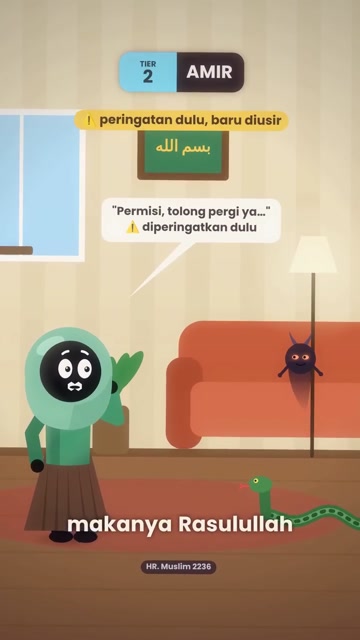 TIER
2
AMIR
⚠️ peringatan dulu, baru diusir
بسم الله
"Permisi, tolong pergi ya..."
⚠️ diperingatkan dulu
makanya Rasulullah
HR. Muslim 2236